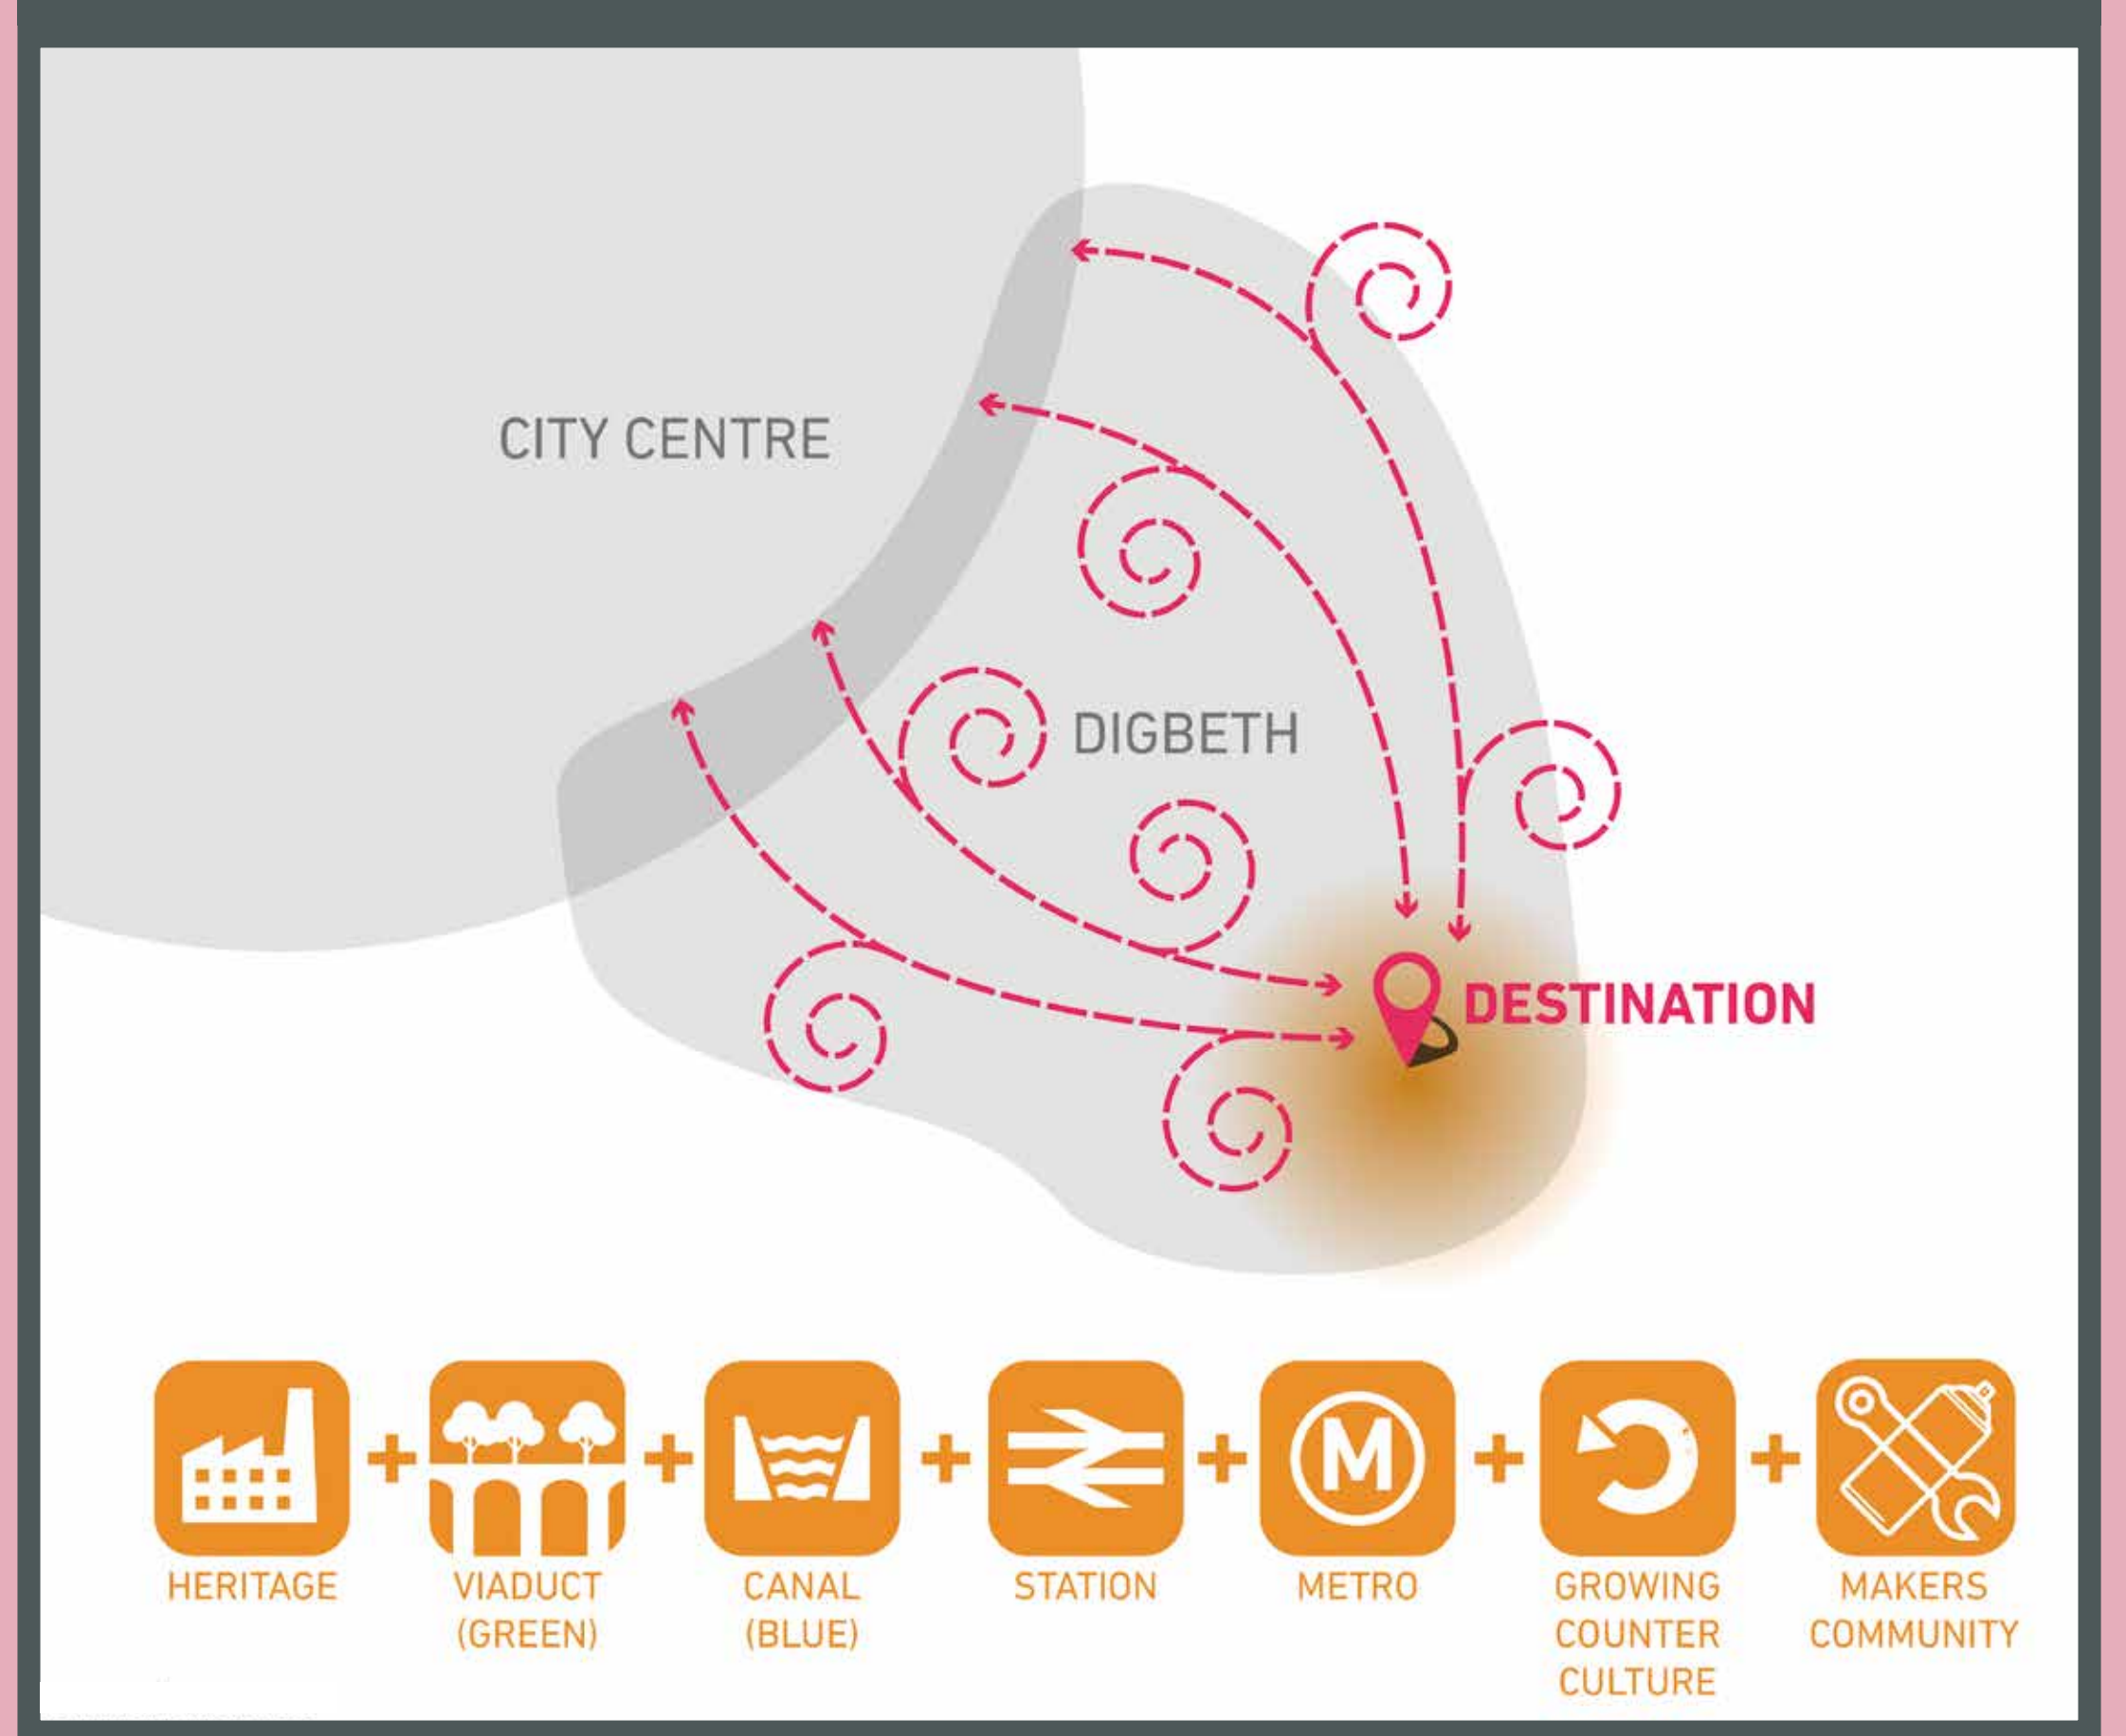 CITY CENTRE
DIGBETH
DESTINATION
M
HERITAGE
VIADUCT
(GREEN)
CANAL
(BLUE)
STATION
METRO
GROWING
COUNTER
CULTURE
MAKERS
COMMUNITY